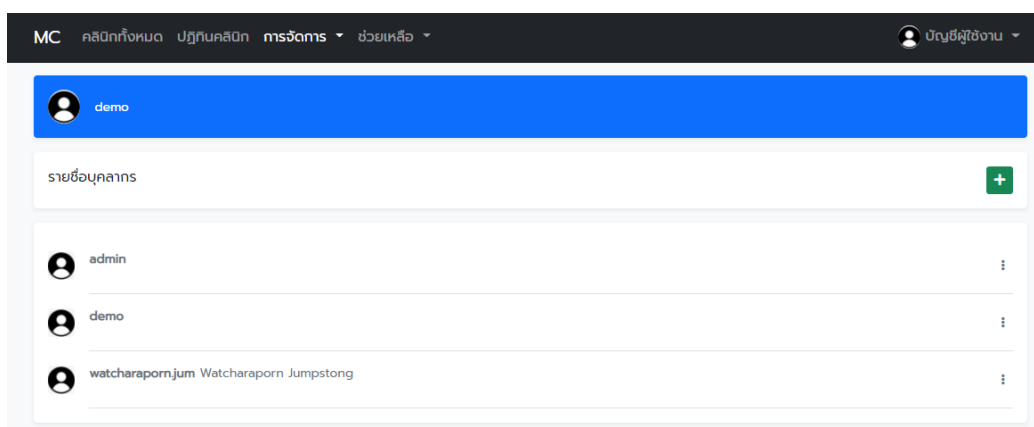 MC คลินิกทั้งหมด ปฏิทินคลินิก การจัดการ ช่วยเหลือ บัญชีผู้ใช้งาน
demo
รายชื่อบุคลากร
admin
demo
watcharaporn.jum Watcharaporn Jumpstong